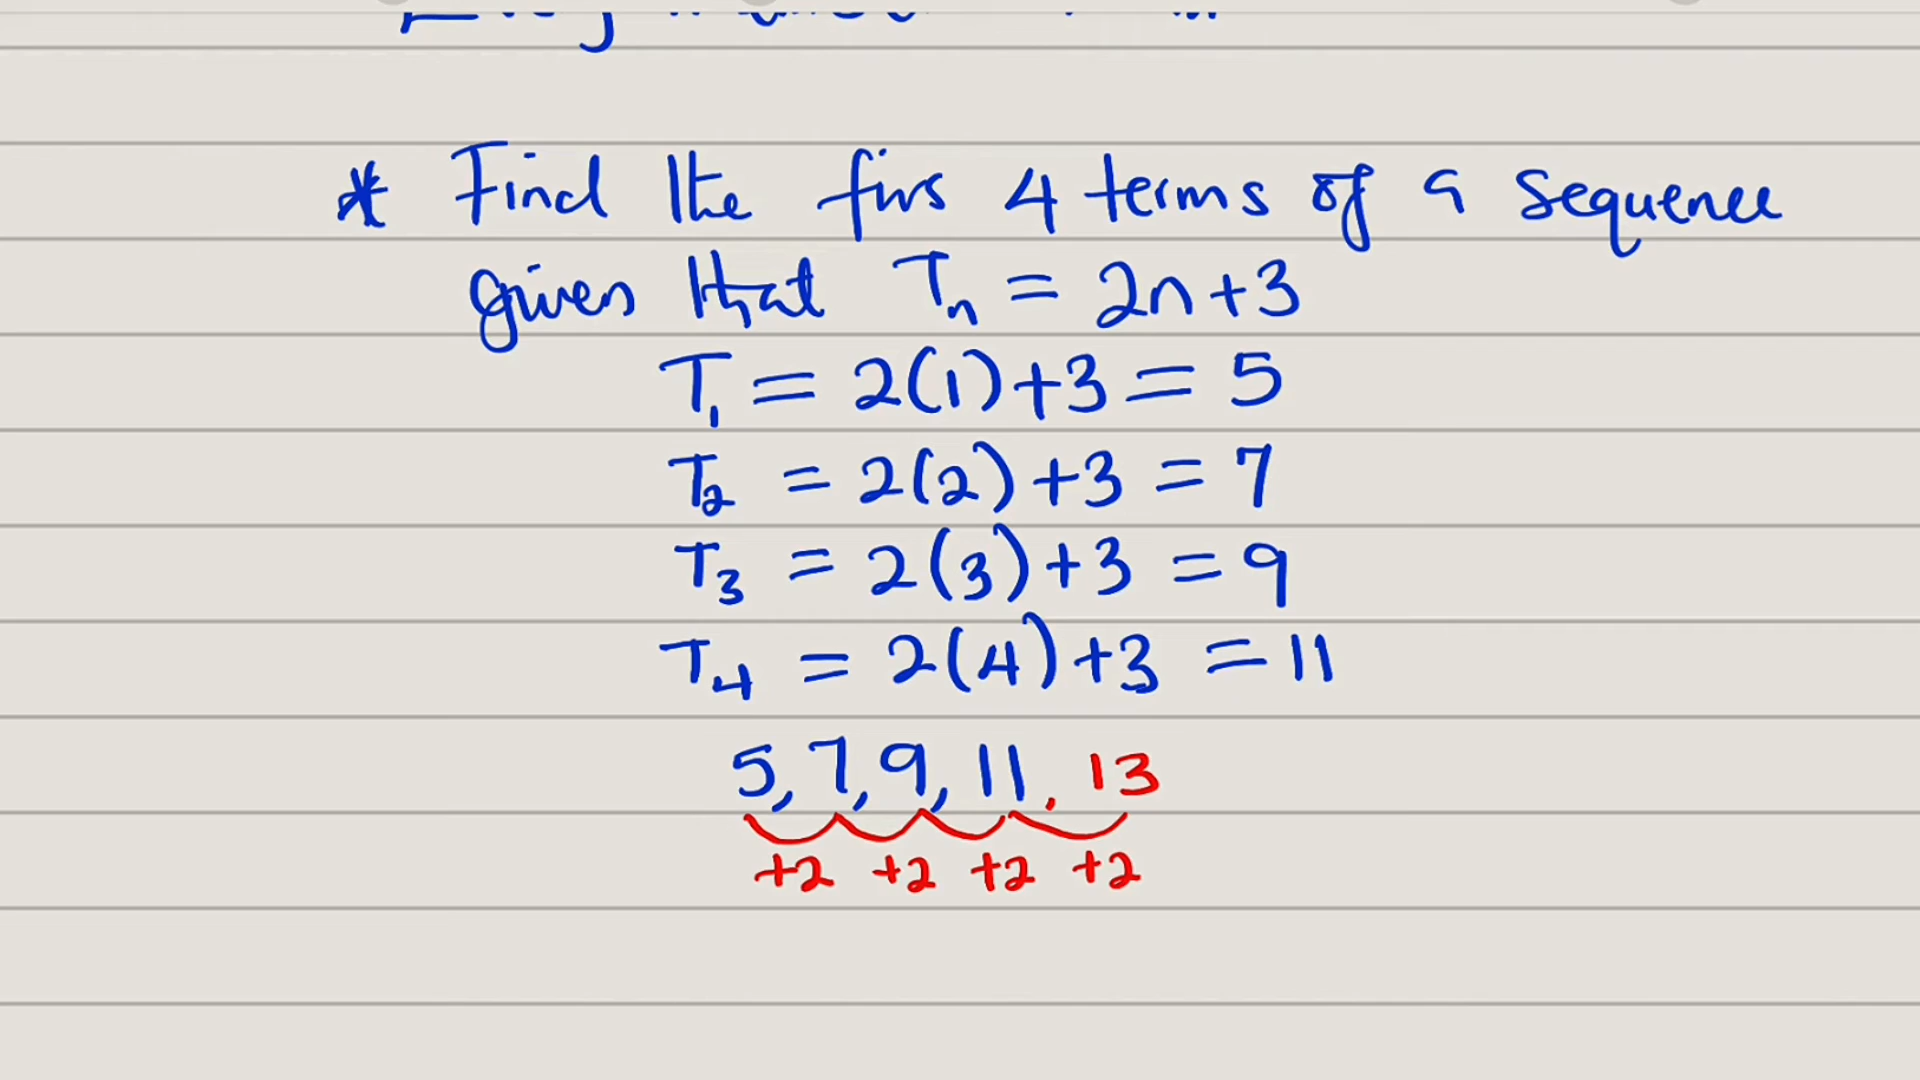 * Find the firs 4 terms of a sequence
given that Tn = 2n+3
T1 = 2(1)+3 = 5
T2 = 2(2)+3 = 7
T3 = 2(3)+3 = 9
T4 = 2(4)+3 = 11
5, 7, 9, 11, 13
+2 +2 +2 +2